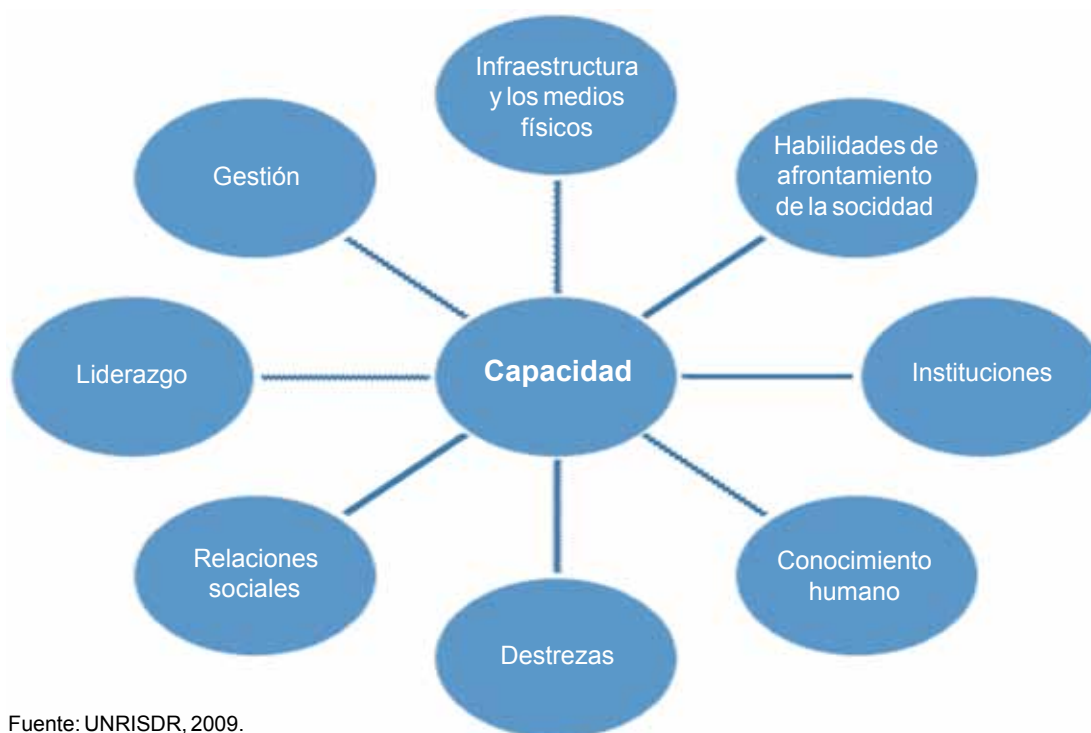 Infraestructura
y los medios
físicos
Habilidades de
afrontamiento
de la sociddad
Gestión
Liderazgo
Capacidad
Instituciones
Relaciones
sociales
Conocimiento
humano
Destrezas
Fuente: UNRISDR, 2009.